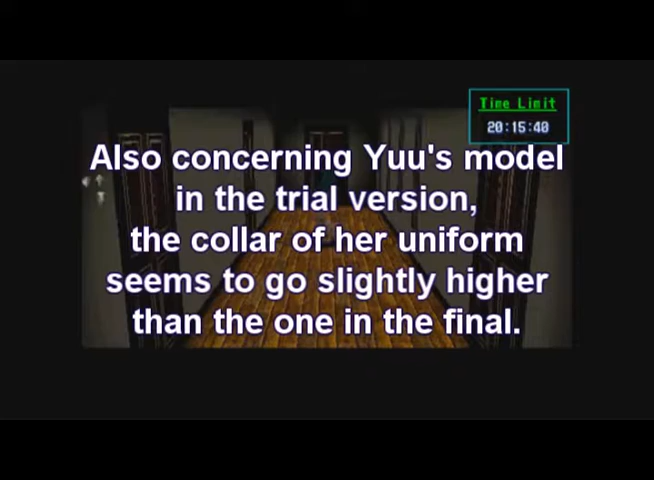 Time Limit
20:15:40
Also concerning Yuu's model
in the trial version,
the collar of her uniform
seems to go slightly higher
than the one in the final.